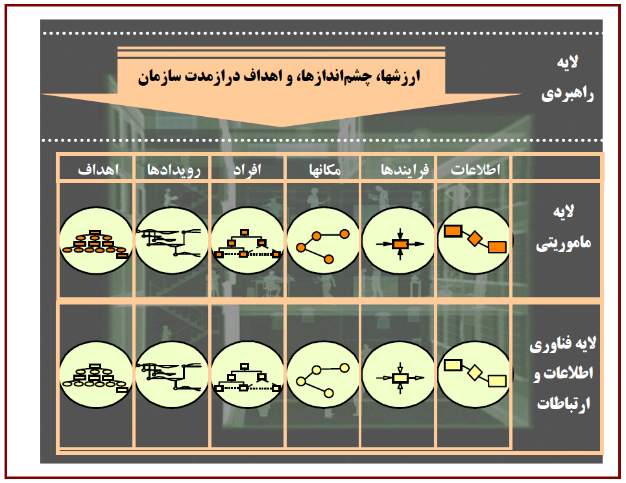 لایه
راهبردی
ارزشها، چشم‌اندازها، و اهداف درازمدت سازمان
اطلاعات
فرایندها
مکانها
افراد
رویدادها
اهداف
لایه
ماموریتی
لایه فناوری
اطلاعات و
ارتباطات